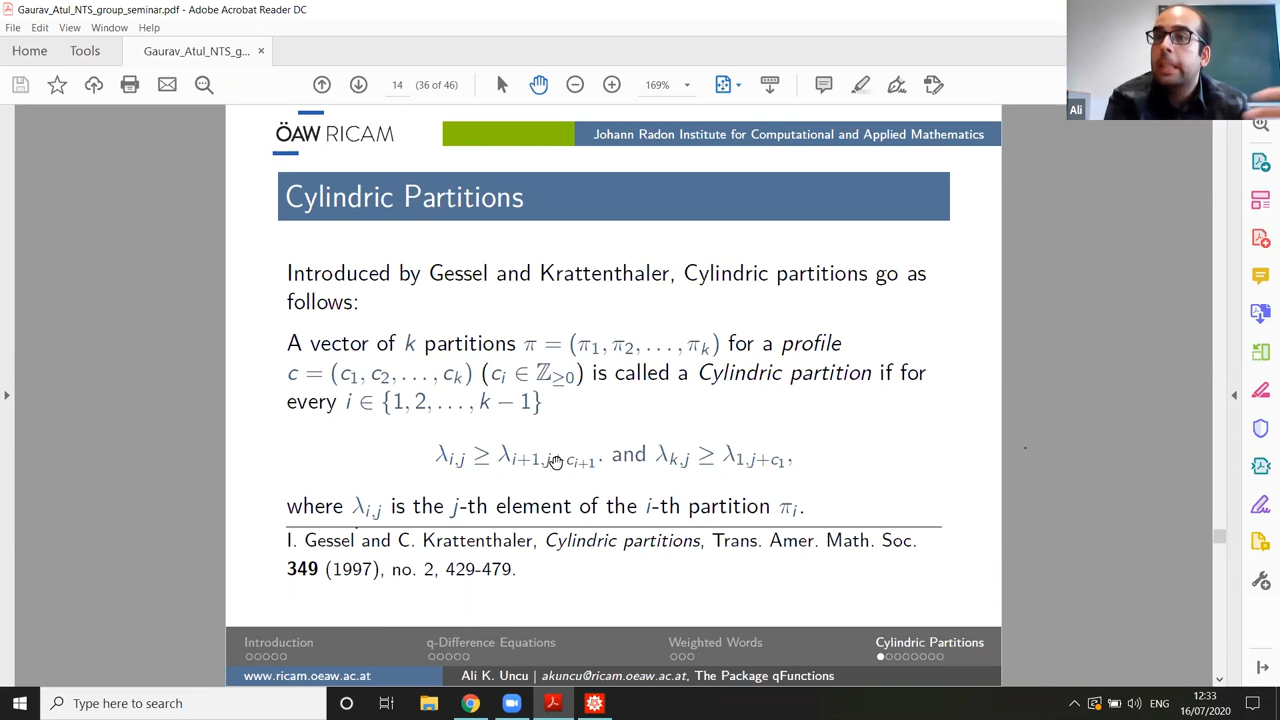 Gaurav_Atul_NTS_group_seminar.pdf - Adobe Acrobat Reader DC
File Edit View Window Help
Home Tools Gaurav_Atul_NTS_g... ×
14 (36 of 46) 169%
Ali
ÖAW RICAM
Johann Radon Institute for Computational and Applied Mathematics
Cylindric Partitions
Introduced by Gessel and Krattenthaler, Cylindric partitions go as
follows:
A vector of k partitions π = (π₁, π₂, . . . , πₖ) for a profile
c = (c₁, c₂, . . . , cₖ) (cᵢ ∈ ℤ≥0) is called a Cylindric partition if for
every i ∈ {1, 2, . . . , k − 1}
λi,j ≥ λi+1,j+ci+1. and λk,j ≥ λ1,j+c1,
where λi,j is the j-th element of the i-th partition πi.
I. Gessel and C. Krattenthaler, Cylindric partitions, Trans. Amer. Math. Soc.
349 (1997), no. 2, 429-479.
Introduction q-Difference Equations Weighted Words Cylindric Partitions
www.ricam.oeaw.ac.at Ali K. Uncu | akuncu@ricam.oeaw.ac.at, The Package qFunctions
Type here to search
ENG
12:33
16/07/2020